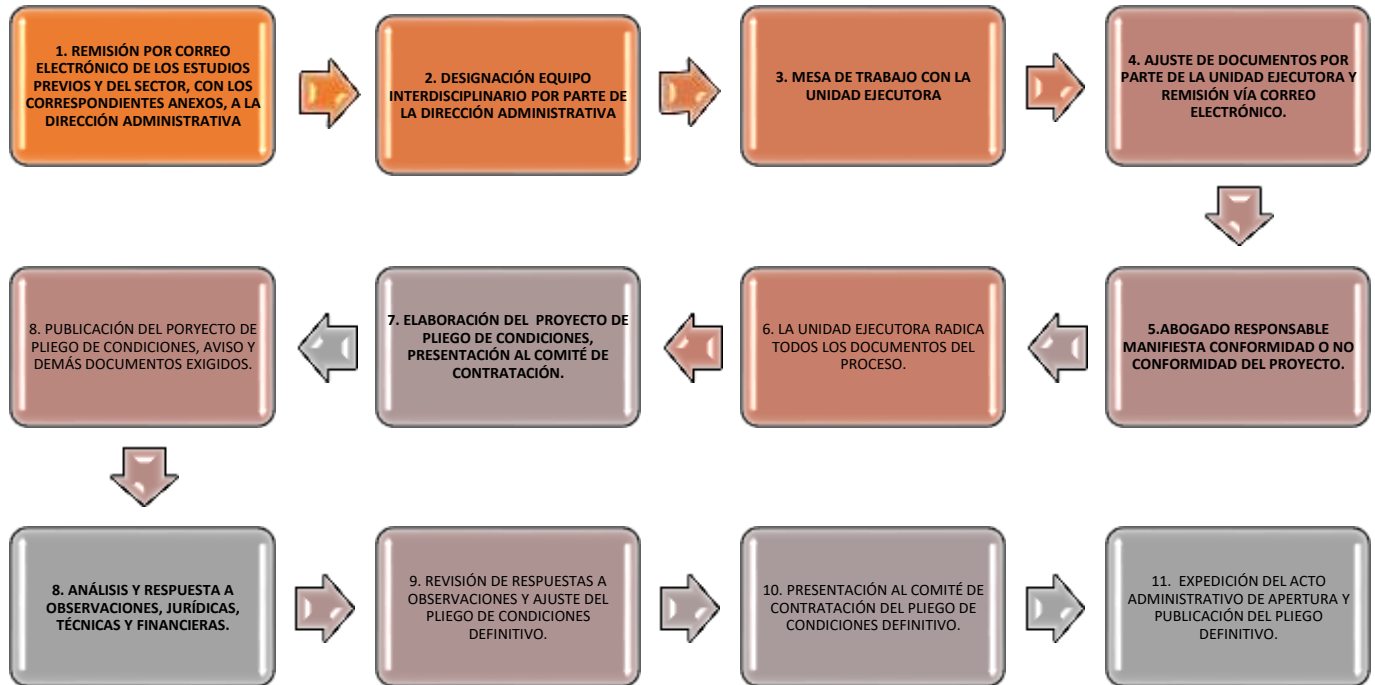 1. REMISIÓN POR CORREO
ELECTRÓNICO DE LOS ESTUDIOS
PREVIOS Y DEL SECTOR, CON LOS
CORRESPONDIENTES ANEXOS, A LA
DIRECCIÓN ADMINISTRATIVA
2. DESIGNACIÓN EQUIPO
INTERDISCIPLINARIO POR PARTE DE
LA DIRECCIÓN ADMINISTRATIVA
3. MESA DE TRABAJO CON LA
UNIDAD EJECUTORA
4. AJUSTE DE DOCUMENTOS POR
PARTE DE LA UNIDAD EJECUTORA Y
REMISIÓN VÍA CORREO
ELECTRÓNICO.
5.ABOGADO RESPONSABLE
MANIFIESTA CONFORMIDAD O NO
CONFORMIDAD DEL PROYECTO.
6. LA UNIDAD EJECUTORA RADICA
TODOS LOS DOCUMENTOS DEL
PROCESO.
7. ELABORACIÓN DEL PROYECTO DE
PLIEGO DE CONDICIONES,
PRESENTACIÓN AL COMITÉ DE
CONTRATACIÓN.
8. PUBLICACIÓN DEL PORYECTO DE
PLIEGO DE CONDICIONES, AVISO Y
DEMÁS DOCUMENTOS EXIGIDOS.
8. ANÁLISIS Y RESPUESTA A
OBSERVACIONES, JURÍDICAS,
TÉCNICAS Y FINANCIERAS.
9. REVISIÓN DE RESPUESTAS A
OBSERVACIONES Y AJUSTE DEL
PLIEGO DE CONDICIONES
DEFINITIVO.
10. PRESENTACIÓN AL COMITÉ DE
CONTRATACIÓN DEL PLIEGO DE
CONDICIONES DEFINITIVO.
11. EXPEDICIÓN DEL ACTO
ADMINISTRATIVO DE APERTURA Y
PUBLICACIÓN DEL PLIEGO
DEFINITIVO.